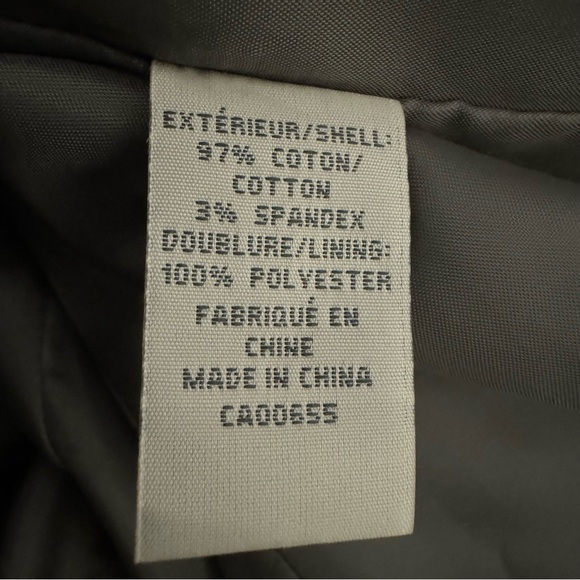 EXTÉRIEUR/SHELL:
97% COTON/
COTTON
3% SPANDEX
DOUBLURE/LINING:
100% POLYESTER
FABRIQUÉ EN
CHINE
MADE IN CHINA
CA00655